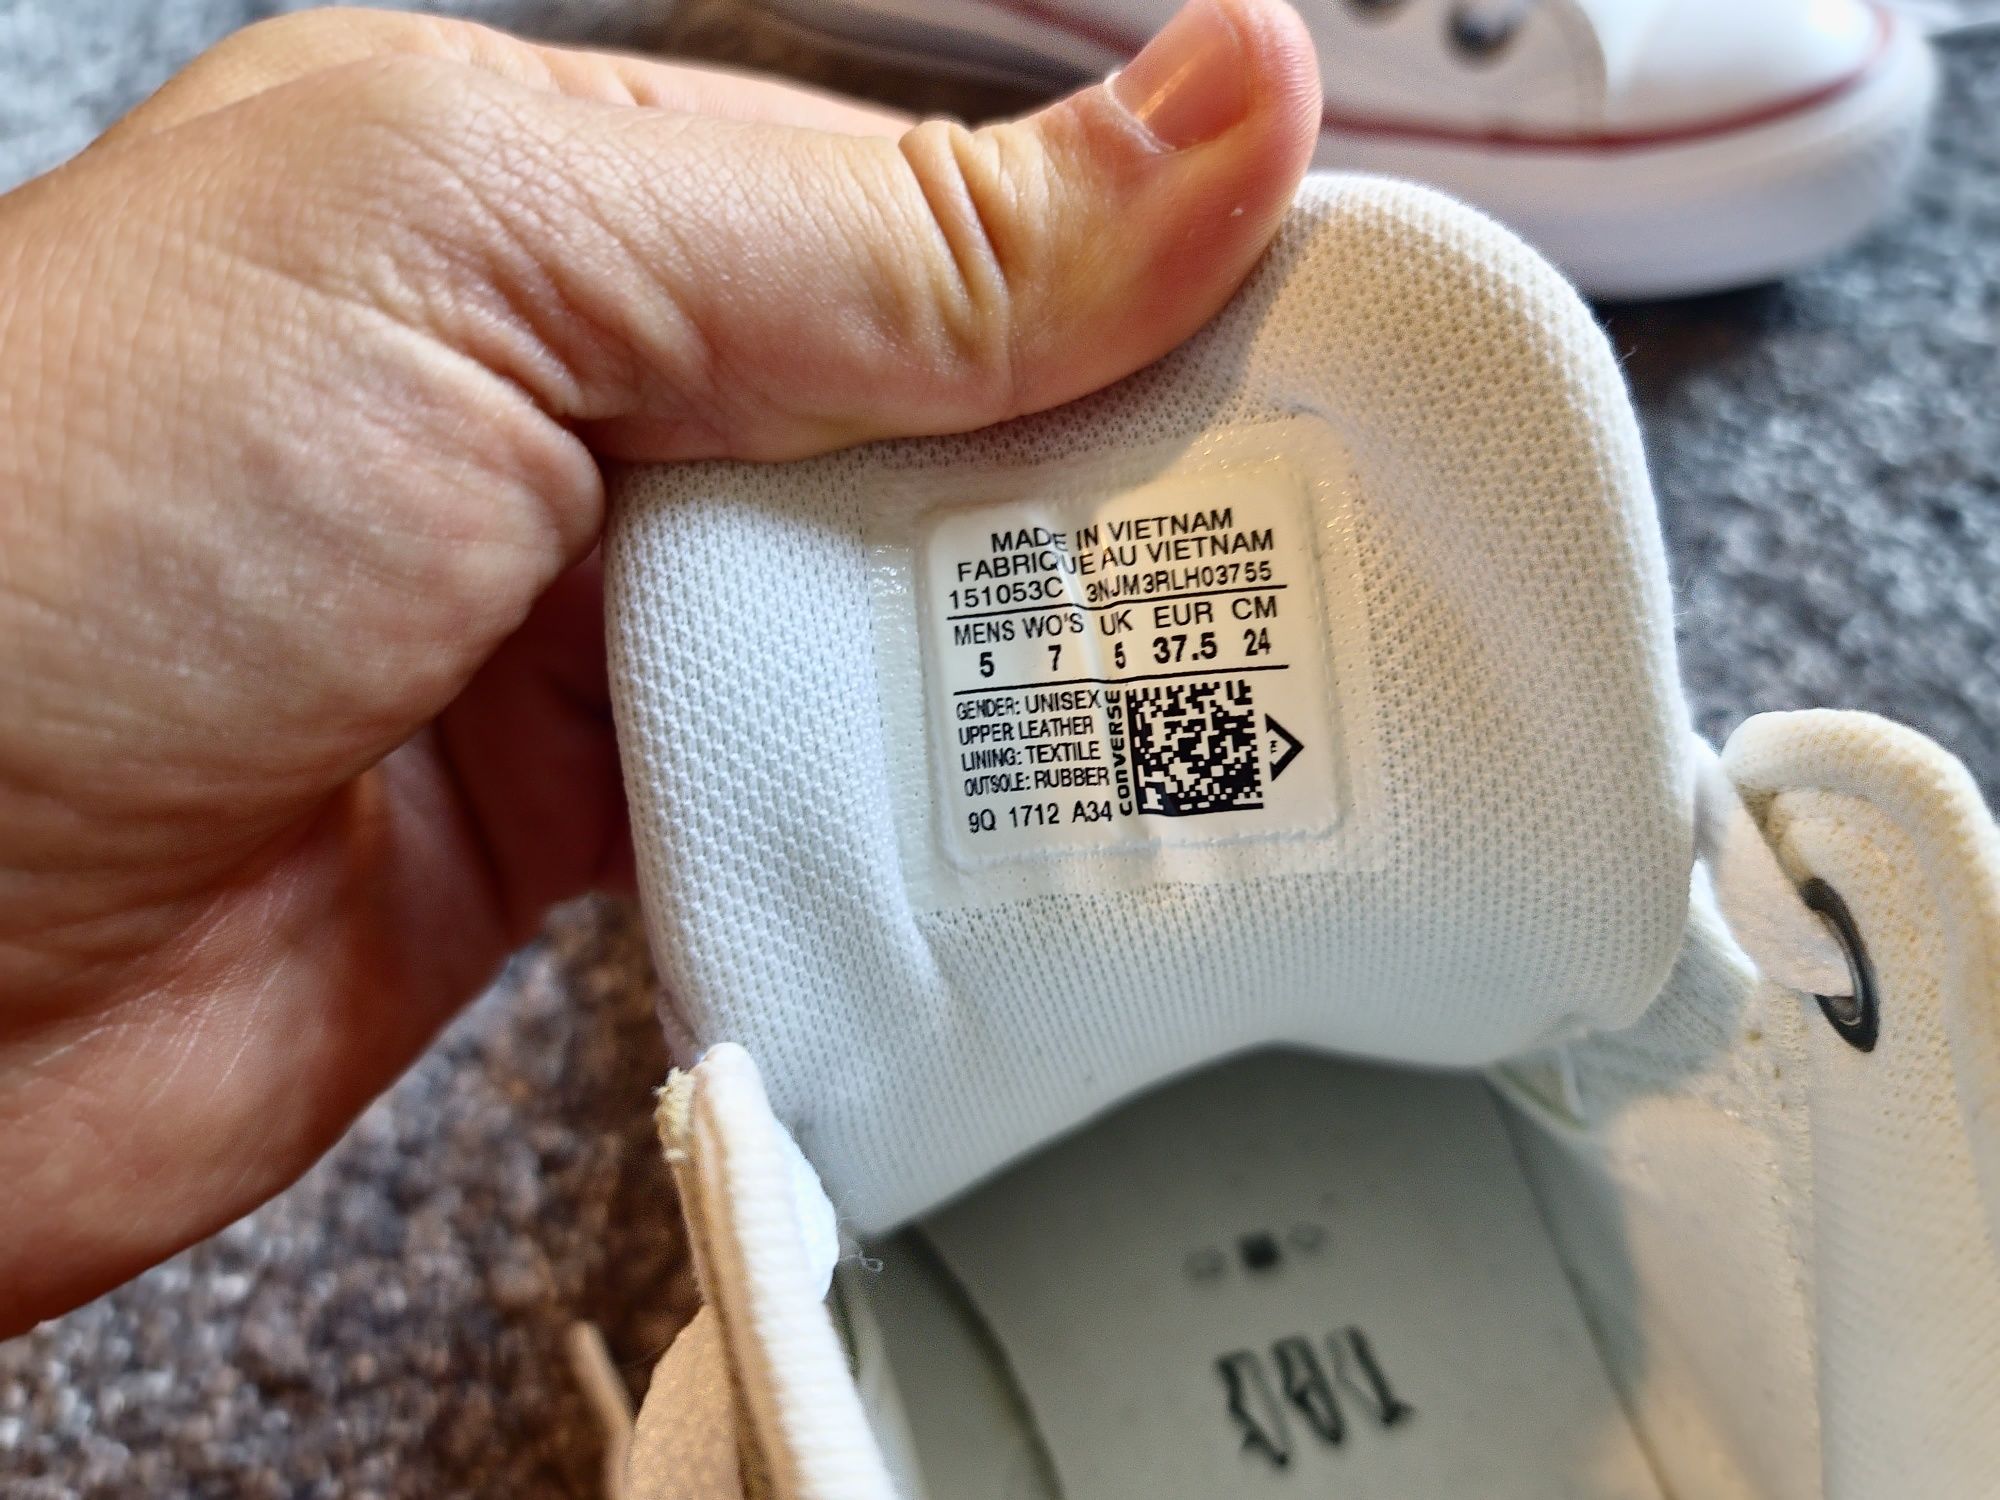 MADE IN VIETNAM
FABRIQUE AU VIETNAM
151053C 3NJM3RLH03755
MENS WO'S UK EUR CM
5 7 5 37.5 24
GENDER: UNISEX
UPPER LEATHER
LINING: TEXTILE
OUTSOLE: RUBBER
9Q 1712 A34
CONVERSE
TM